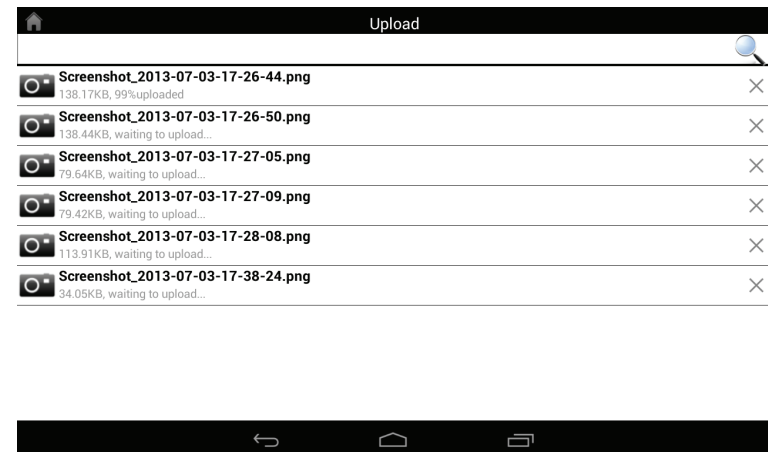 Upload
Screenshot_2013-07-03-17-26-44.png
138.17KB, 99%uploaded
Screenshot_2013-07-03-17-26-50.png
138.44KB, waiting to upload...
Screenshot_2013-07-03-17-27-05.png
79.64KB, waiting to upload...
Screenshot_2013-07-03-17-27-09.png
79.42KB, waiting to upload...
Screenshot_2013-07-03-17-28-08.png
113.91KB, waiting to upload...
Screenshot_2013-07-03-17-38-24.png
34.05KB, waiting to upload...